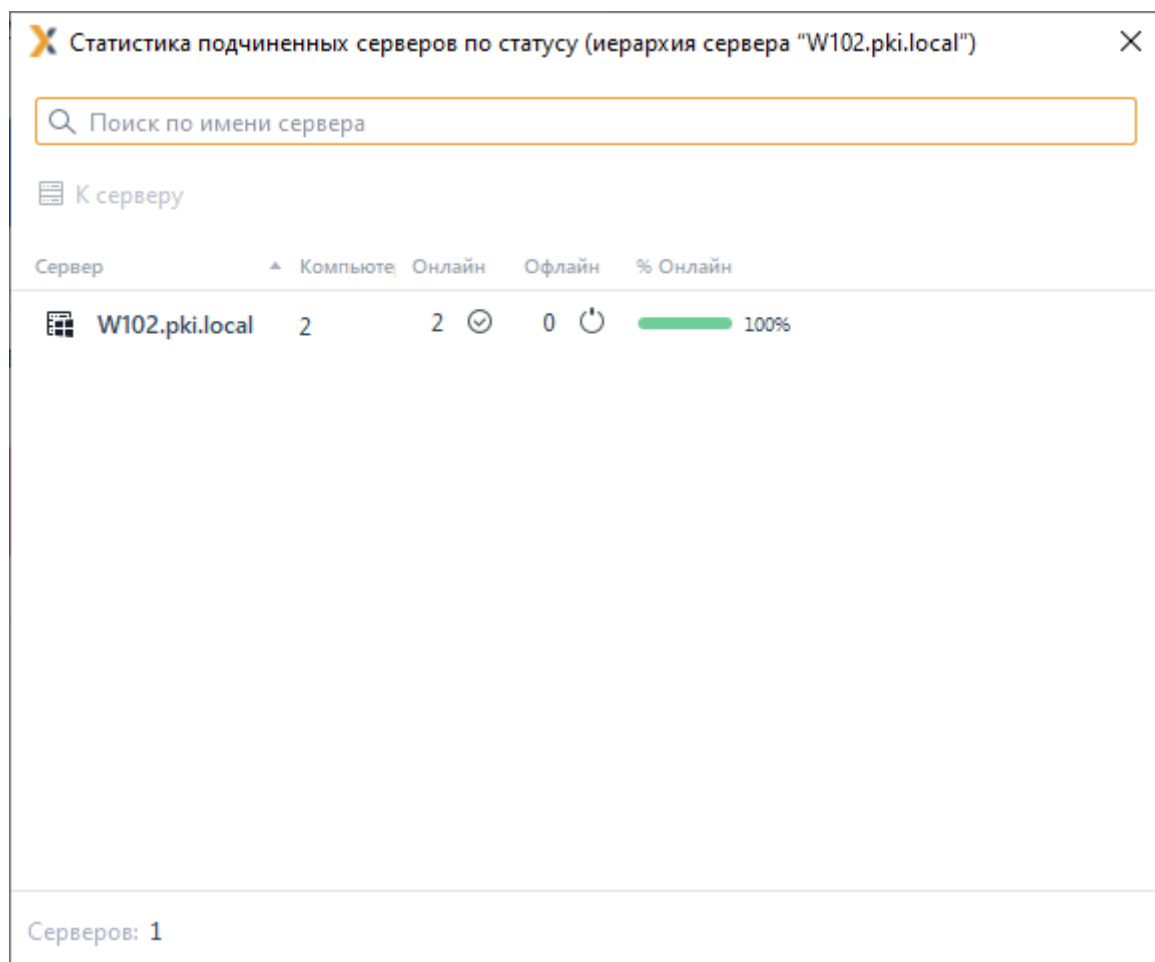 Статистика подчиненных серверов по статусу (иерархия сервера "W102.pki.local")
Поиск по имени сервера
К серверу
Сервер Компьюте Онлайн Офлайн % Онлайн
W102.pki.local 2 2 0 100%
Серверов: 1